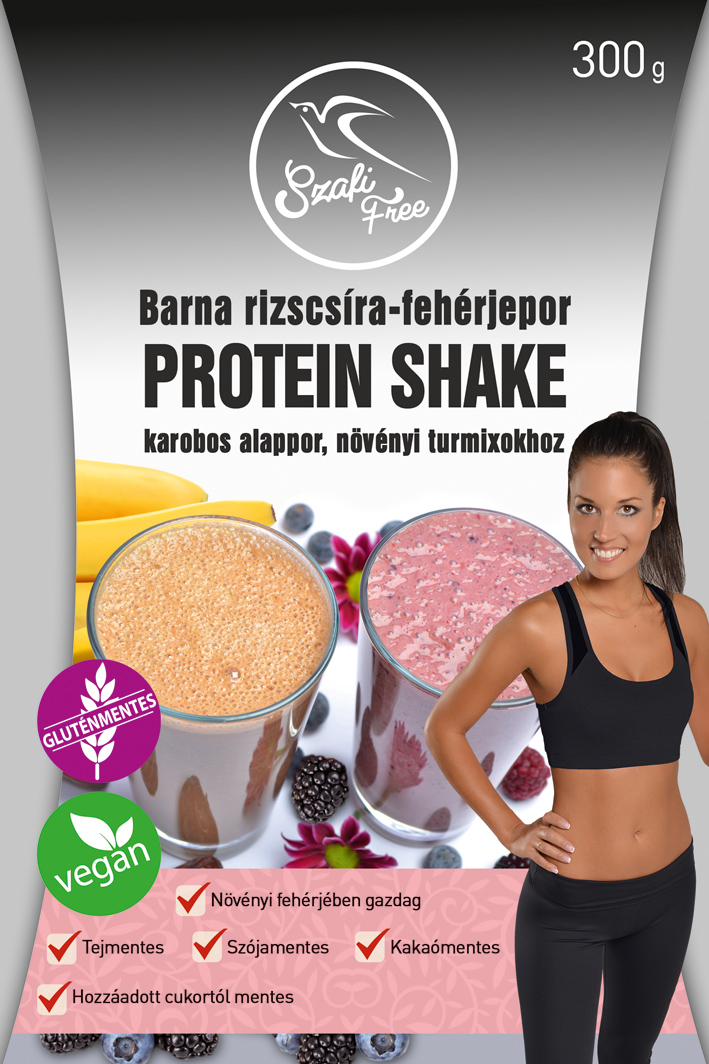 300 g
Szafi
Free
Barna rizscsíra-fehérjepor
PROTEIN SHAKE
karobos alappor, növényi turmixokhoz
GLUTÉNMENTES
vegan
Növényi fehérjében gazdag
Tejmentes Szójamentes Kakaómentes
Hozzáadott cukortól mentes